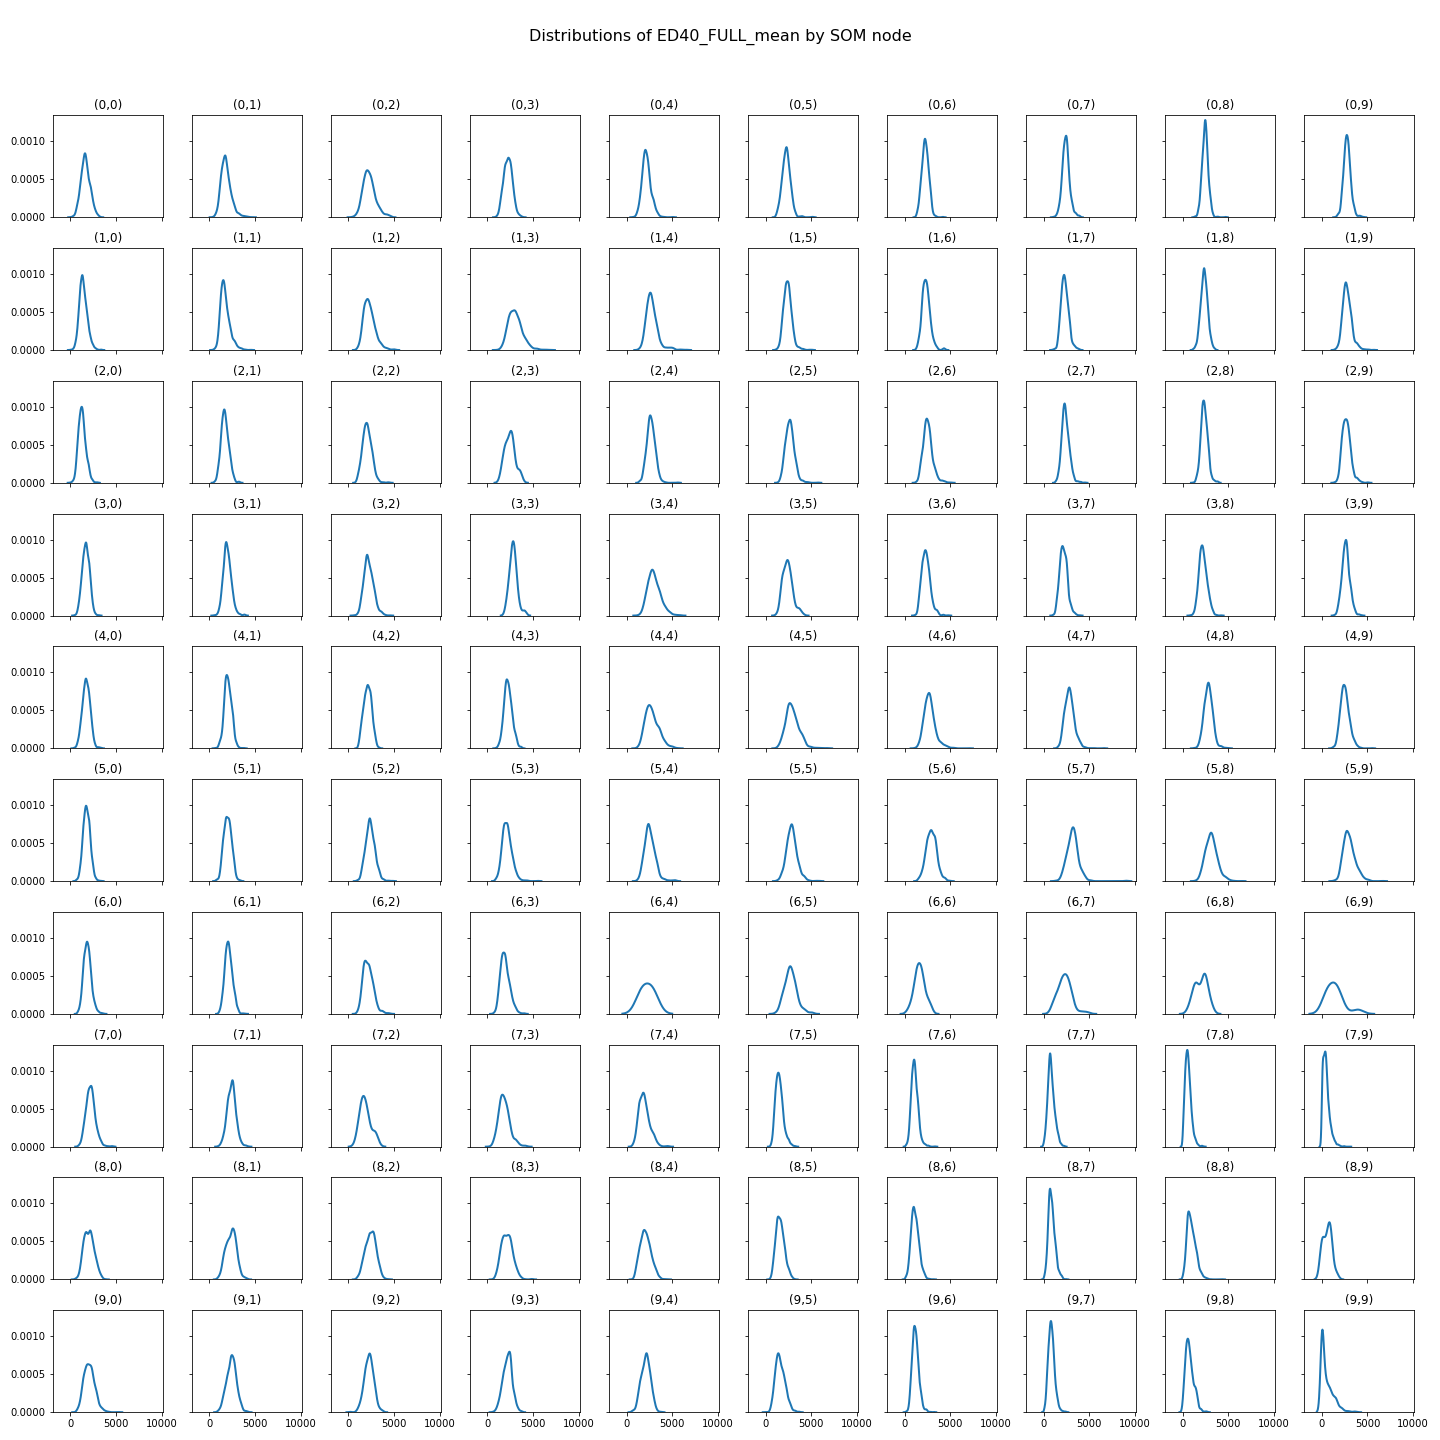 Distributions of ED40_FULL_mean by SOM node
(0,0) (0,1) (0,2) (0,3) (0,4) (0,5) (0,6) (0,7) (0,8) (0,9)
0.0010
0.0005
0.0000
(1,0) (1,1) (1,2) (1,3) (1,4) (1,5) (1,6) (1,7) (1,8) (1,9)
0.0010
0.0005
0.0000
(2,0) (2,1) (2,2) (2,3) (2,4) (2,5) (2,6) (2,7) (2,8) (2,9)
0.0010
0.0005
0.0000
(3,0) (3,1) (3,2) (3,3) (3,4) (3,5) (3,6) (3,7) (3,8) (3,9)
0.0010
0.0005
0.0000
(4,0) (4,1) (4,2) (4,3) (4,4) (4,5) (4,6) (4,7) (4,8) (4,9)
0.0010
0.0005
0.0000
(5,0) (5,1) (5,2) (5,3) (5,4) (5,5) (5,6) (5,7) (5,8) (5,9)
0.0010
0.0005
0.0000
(6,0) (6,1) (6,2) (6,3) (6,4) (6,5) (6,6) (6,7) (6,8) (6,9)
0.0010
0.0005
0.0000
(7,0) (7,1) (7,2) (7,3) (7,4) (7,5) (7,6) (7,7) (7,8) (7,9)
0.0010
0.0005
0.0000
(8,0) (8,1) (8,2) (8,3) (8,4) (8,5) (8,6) (8,7) (8,8) (8,9)
0.0010
0.0005
0.0000
(9,0) (9,1) (9,2) (9,3) (9,4) (9,5) (9,6) (9,7) (9,8) (9,9)
0.0010
0.0005
0.0000
0 5000 10000 0 5000 10000 0 5000 10000 0 5000 10000 0 5000 10000 0 5000 10000 0 5000 10000 0 5000 10000 0 5000 10000 0 5000 10000